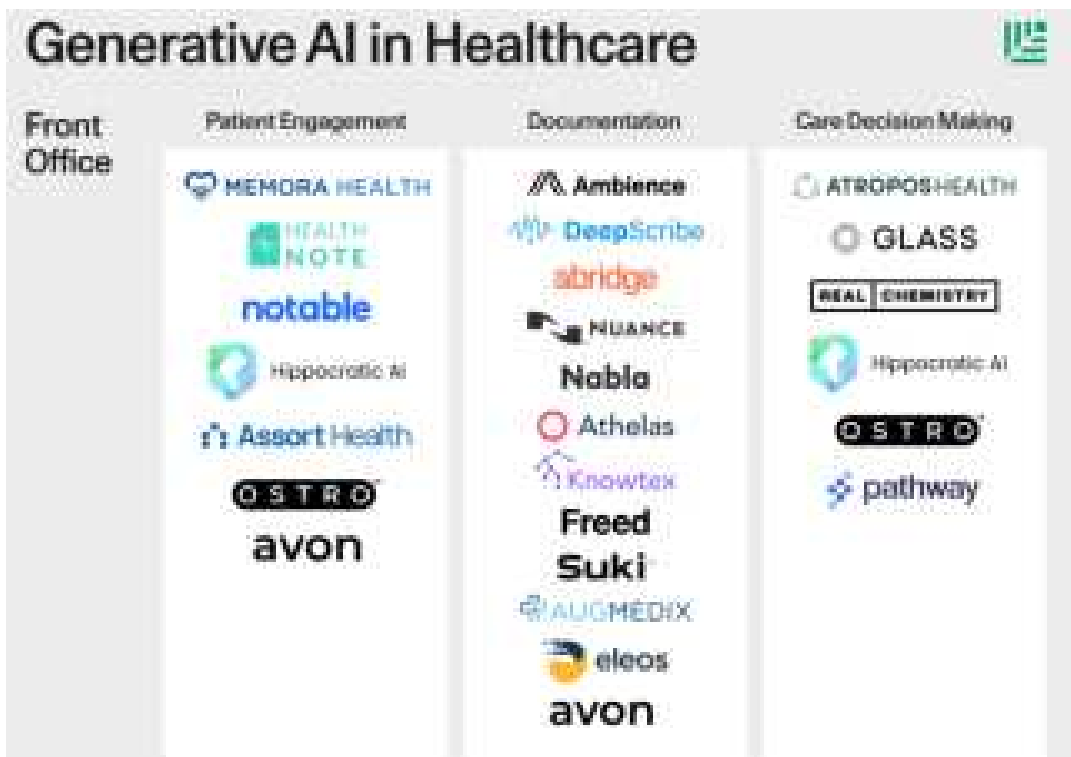 Generative AI in Healthcare
Front
Office
Patient Engagement
MEMORA HEALTH
HEALTH
NOTE
notable
Hippocratic AI
Assort Health
OSTRO
avon
Documentation
Ambience
DeepScribe
abridge
NUANCE
Nabla
Athelas
Knowtex
Freed
Suki
AUGMEDIX
eleos
avon
Care Decision Making
ATROPOSHEALTH
GLASS
REAL CHEMISTRY
Hippocratic AI
OSTRO
pathway